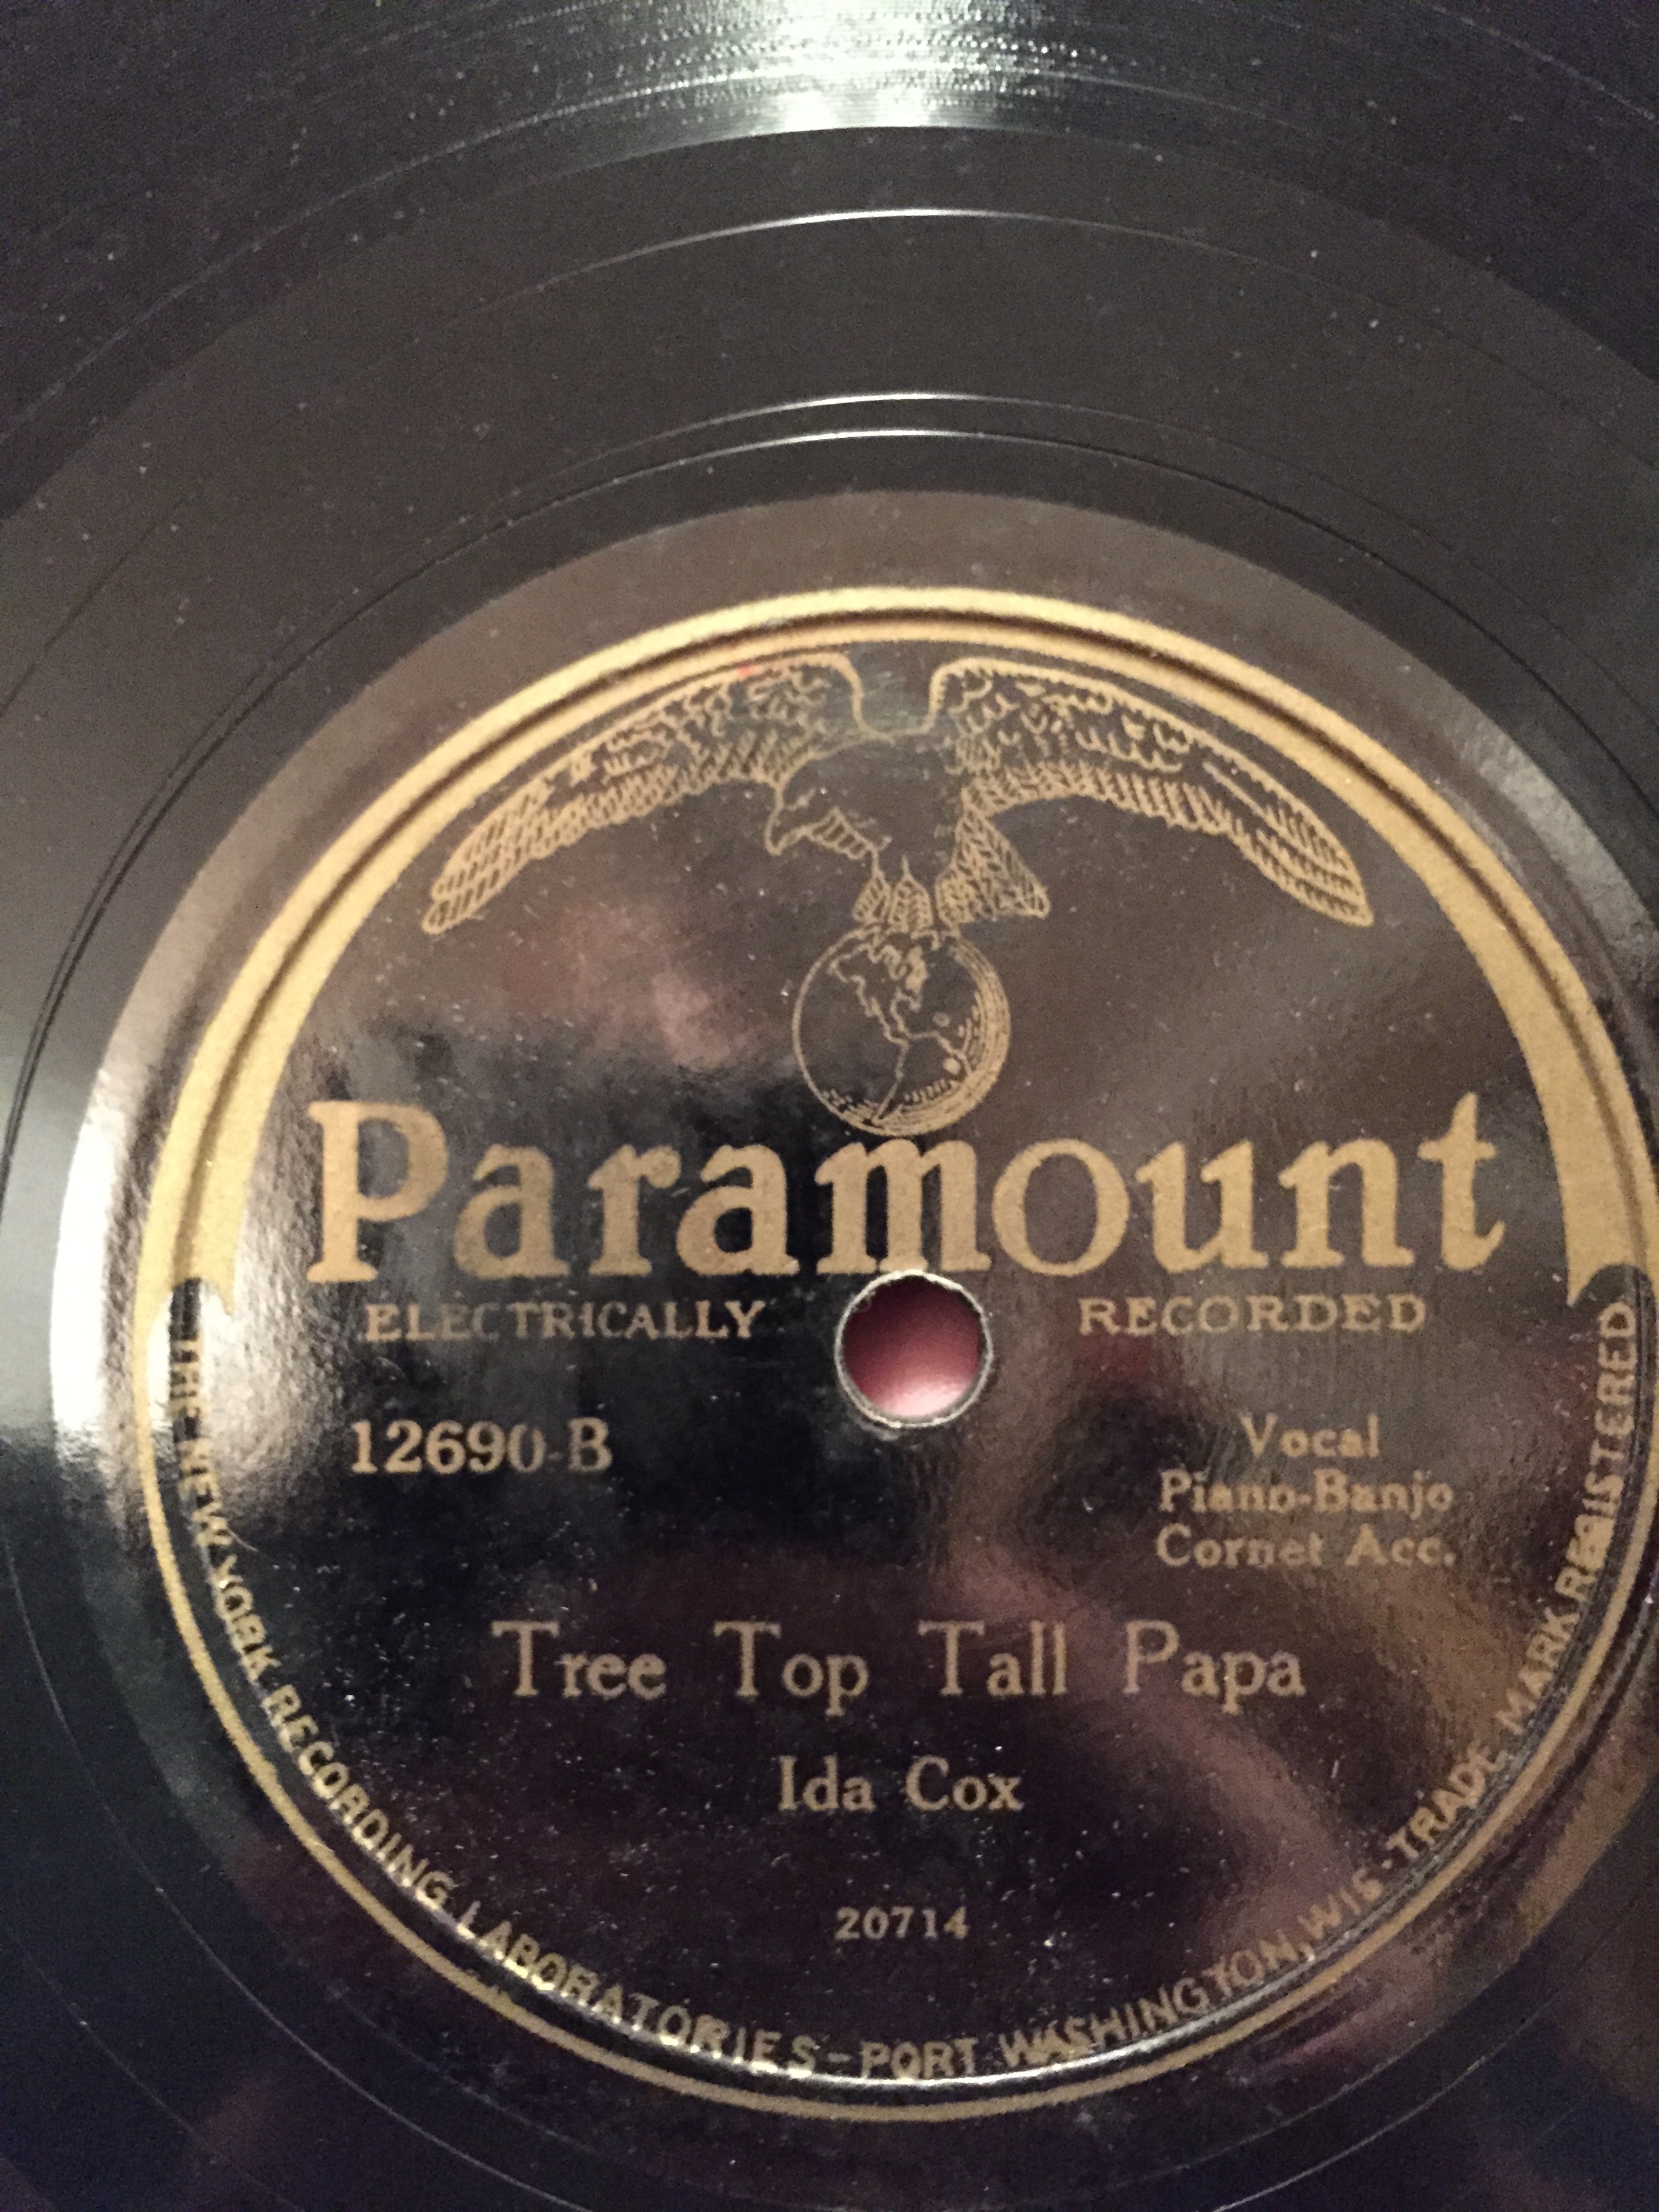 Paramount
ELECTRICALLY RECORDED
12690-B
Vocal
Piano-Banjo
Cornet Acc.
Tree Top Tall Papa
Ida Cox
20714
THE NEW YORK RECORDING LABORATORIES - PORT WASHINGTON, WIS - TRADE MARK REGISTERED